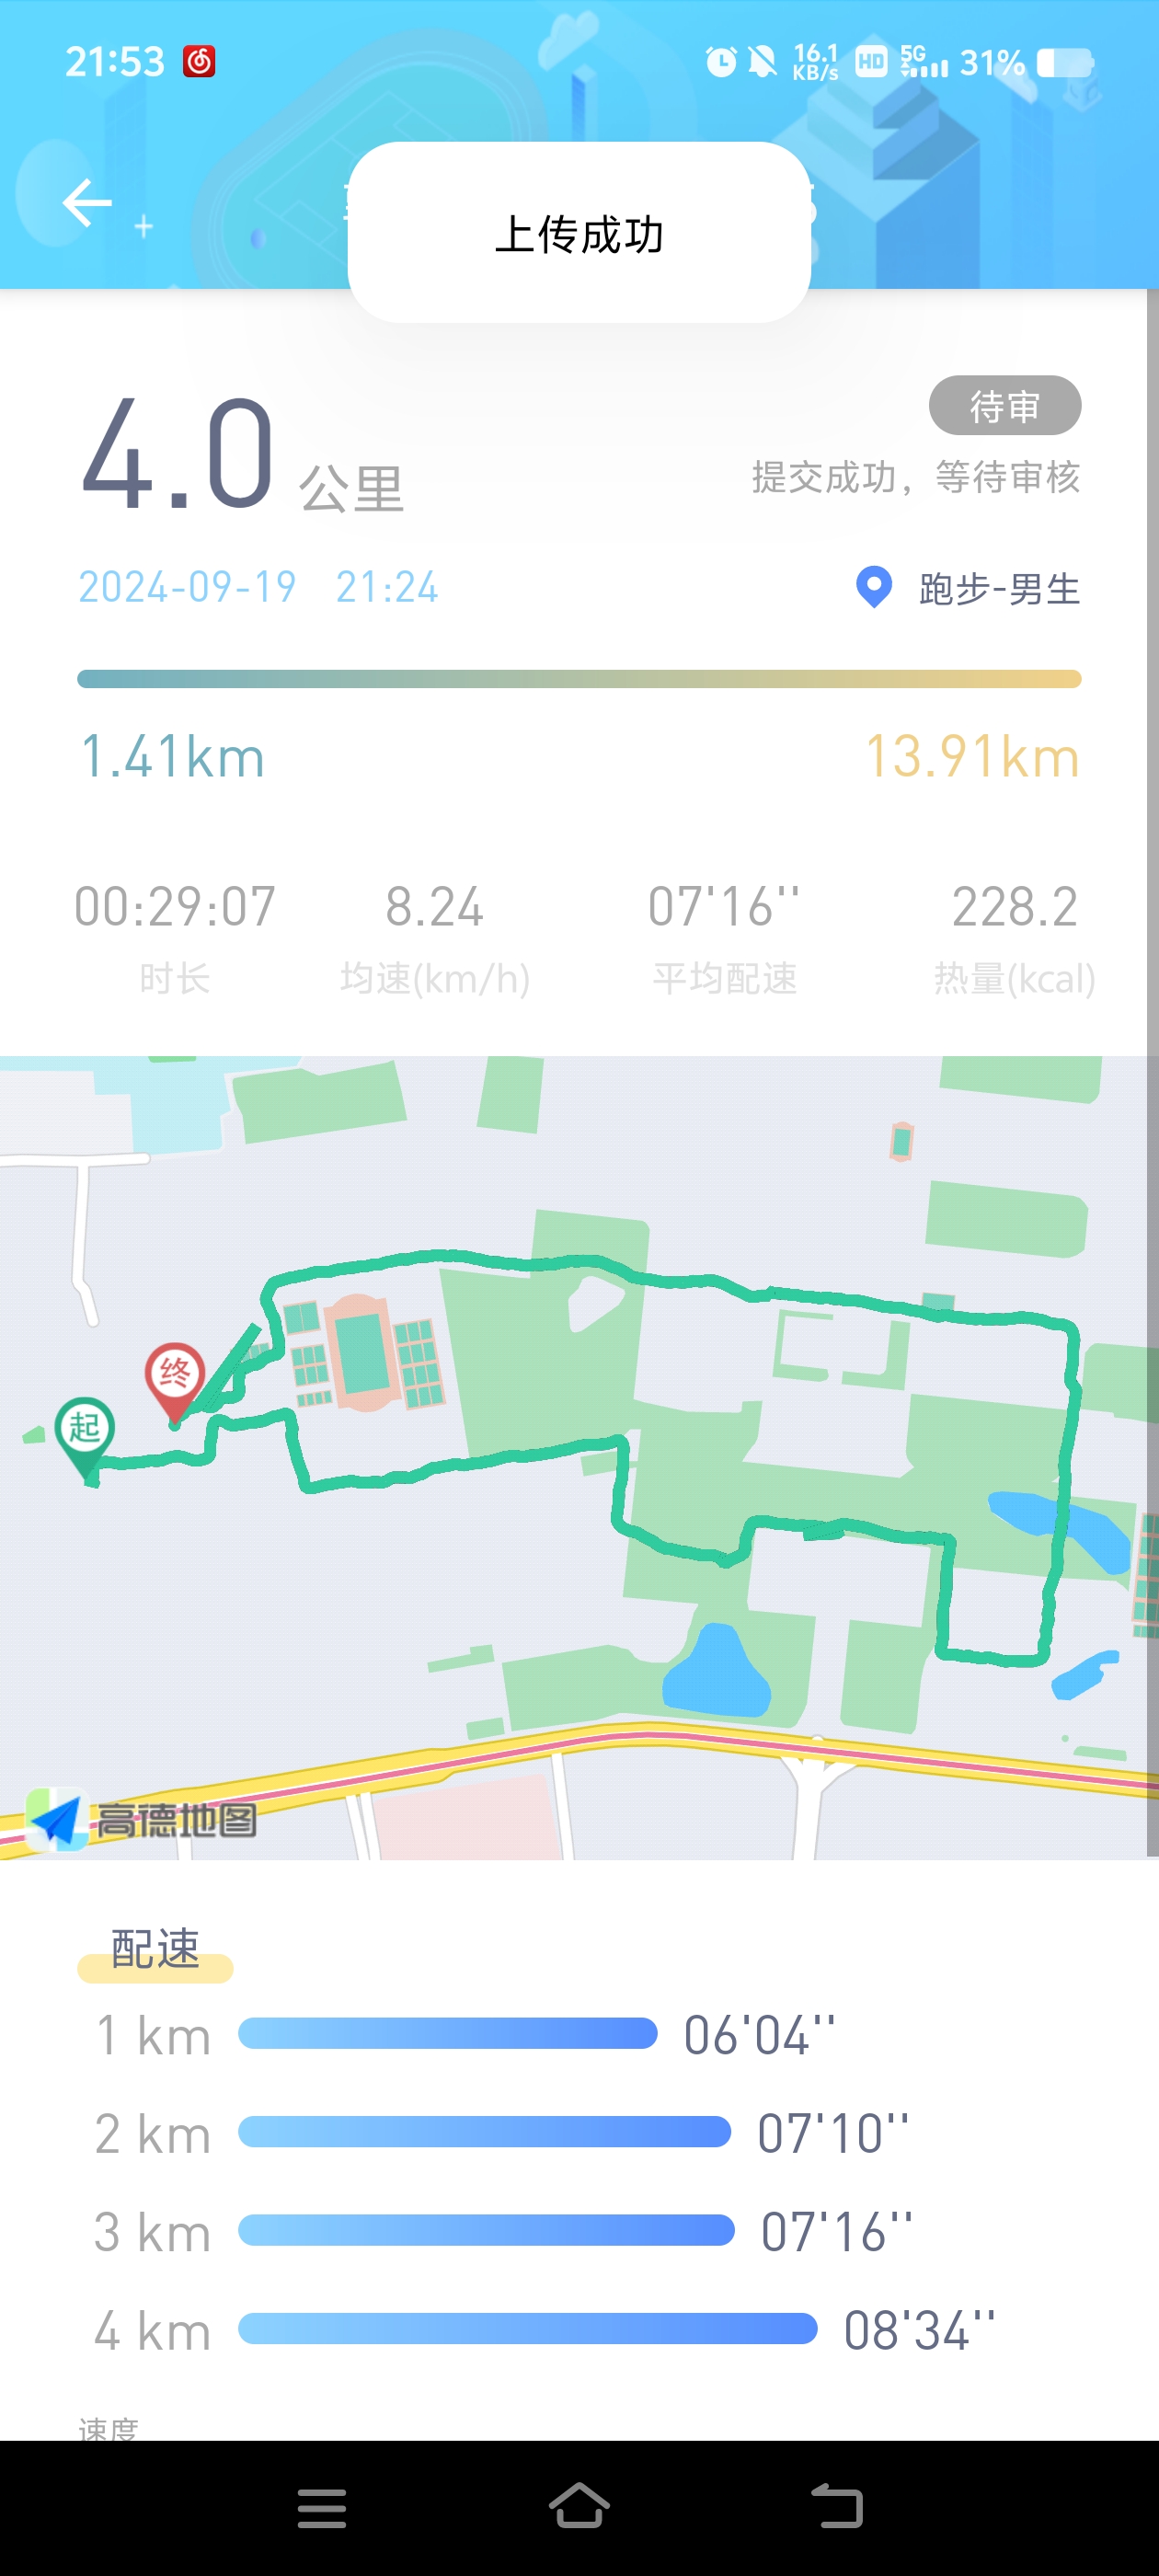 21:53
16.1
KB/s
HD
5G
31%
上传成功
4.0 公里
待审
提交成功，等待审核
2024-09-19 21:24
跑步-男生
1.41km
13.91km
00:29:07 8.24 07'16'' 228.2
时长 均速(km/h) 平均配速 热量(kcal)
终
起
高德地图
配速
1 km 06'04''
2 km 07'10''
3 km 07'16''
4 km 08'34''
速度